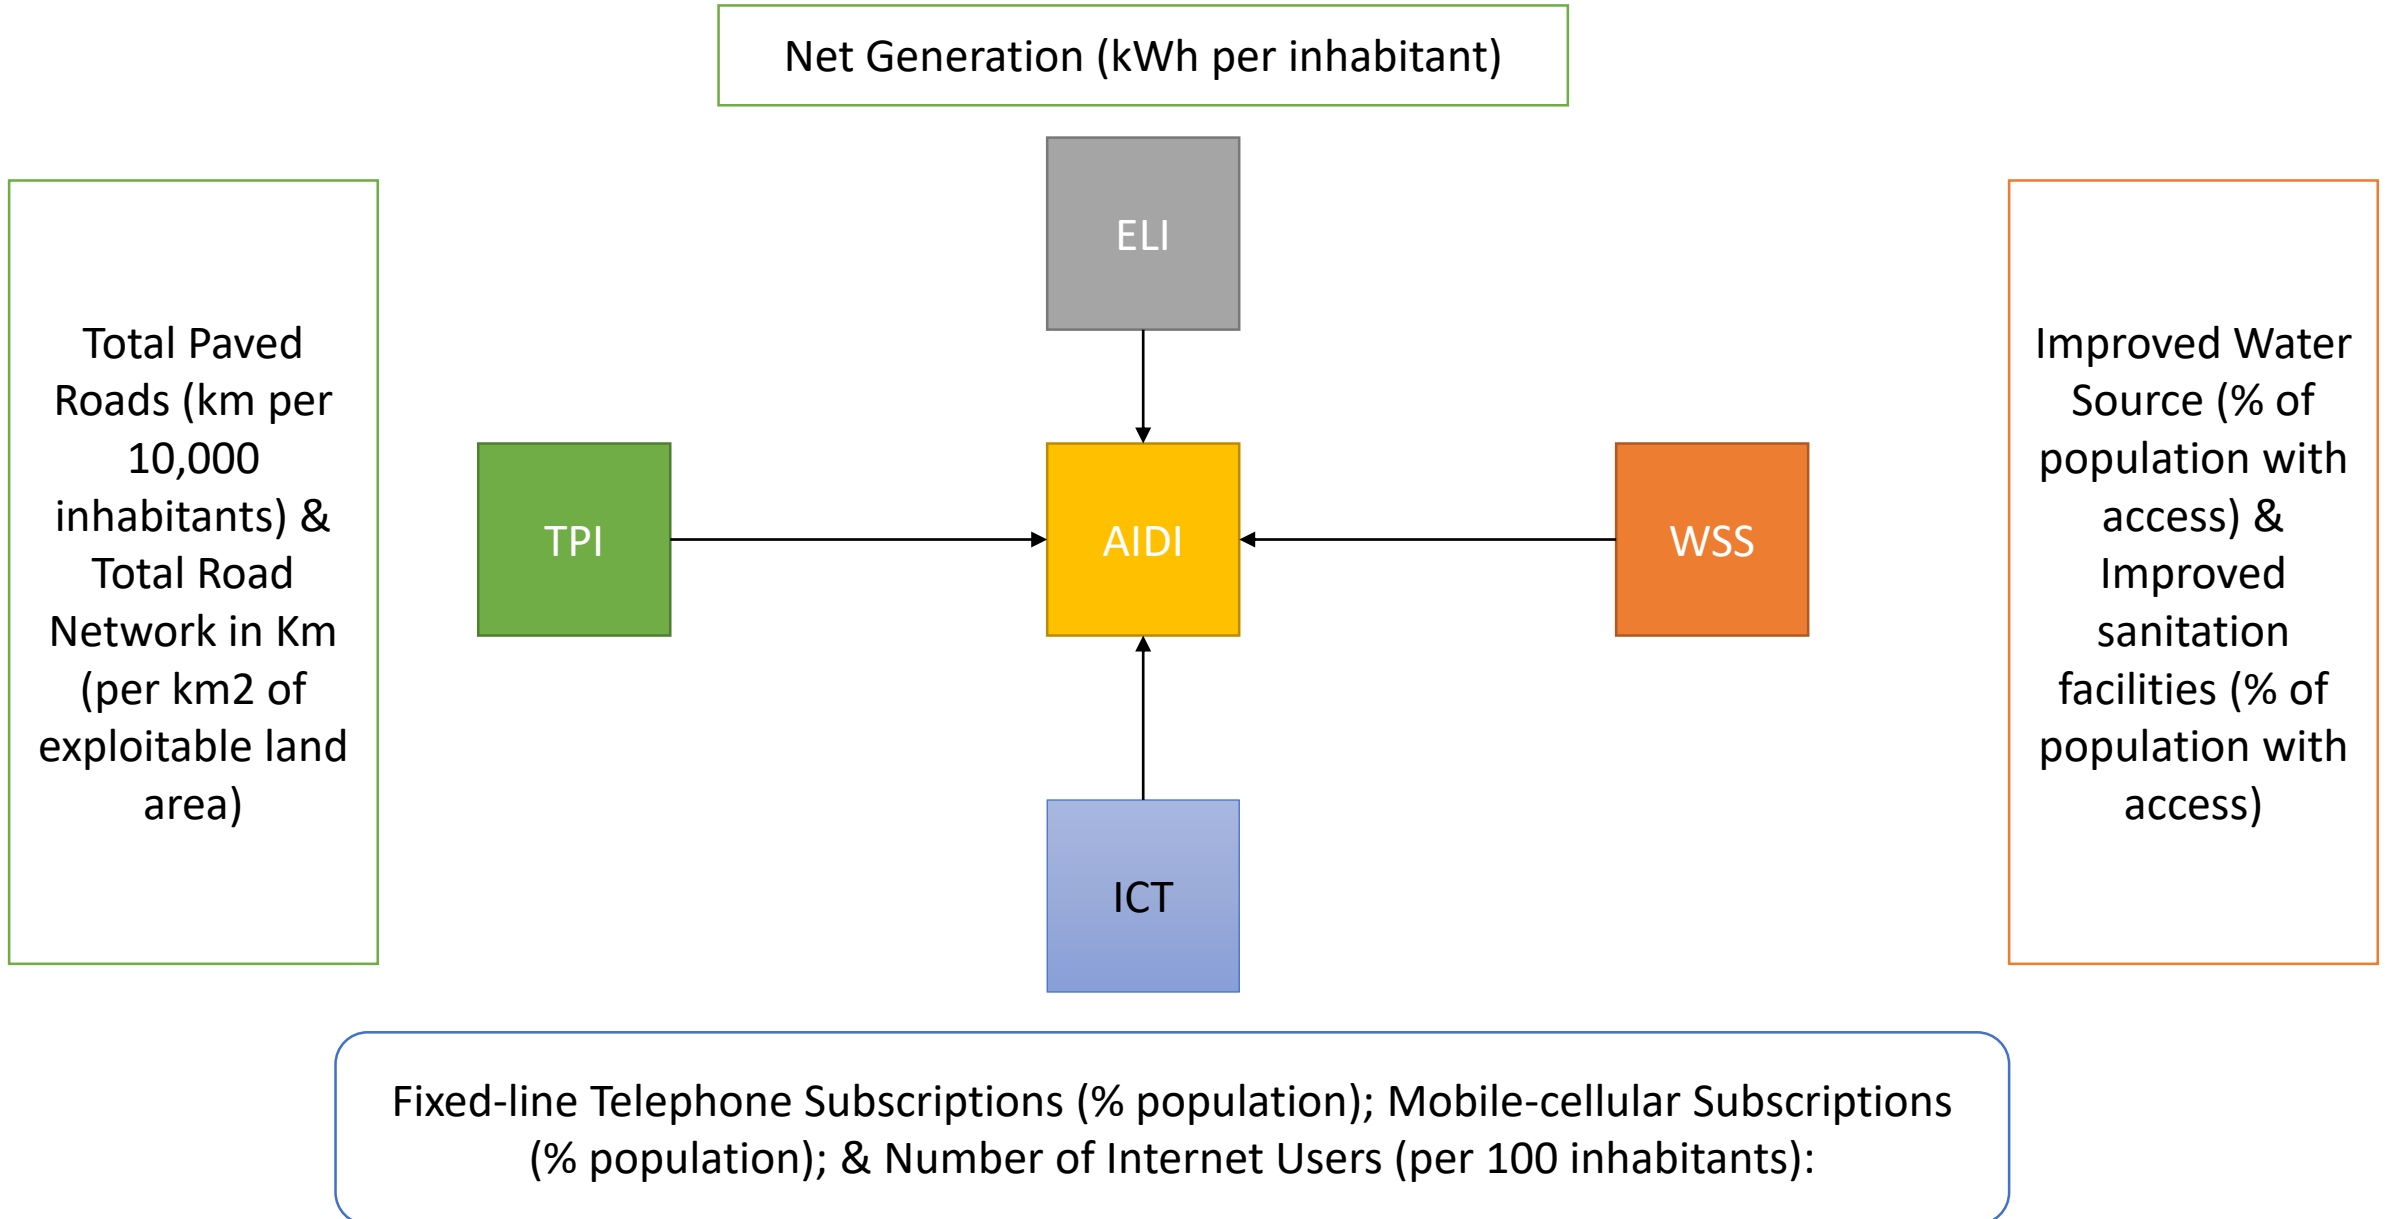 Net Generation (kWh per inhabitant)
ELI
Total Paved
Roads (km per
10,000
inhabitants) &
Total Road
Network in Km
(per km2 of
exploitable land
area)
TPI
AIDI
WSS
Improved Water
Source (% of
population with
access) &
Improved
sanitation
facilities (% of
population with
access)
ICT
Fixed-line Telephone Subscriptions (% population); Mobile-cellular Subscriptions
(% population); & Number of Internet Users (per 100 inhabitants):